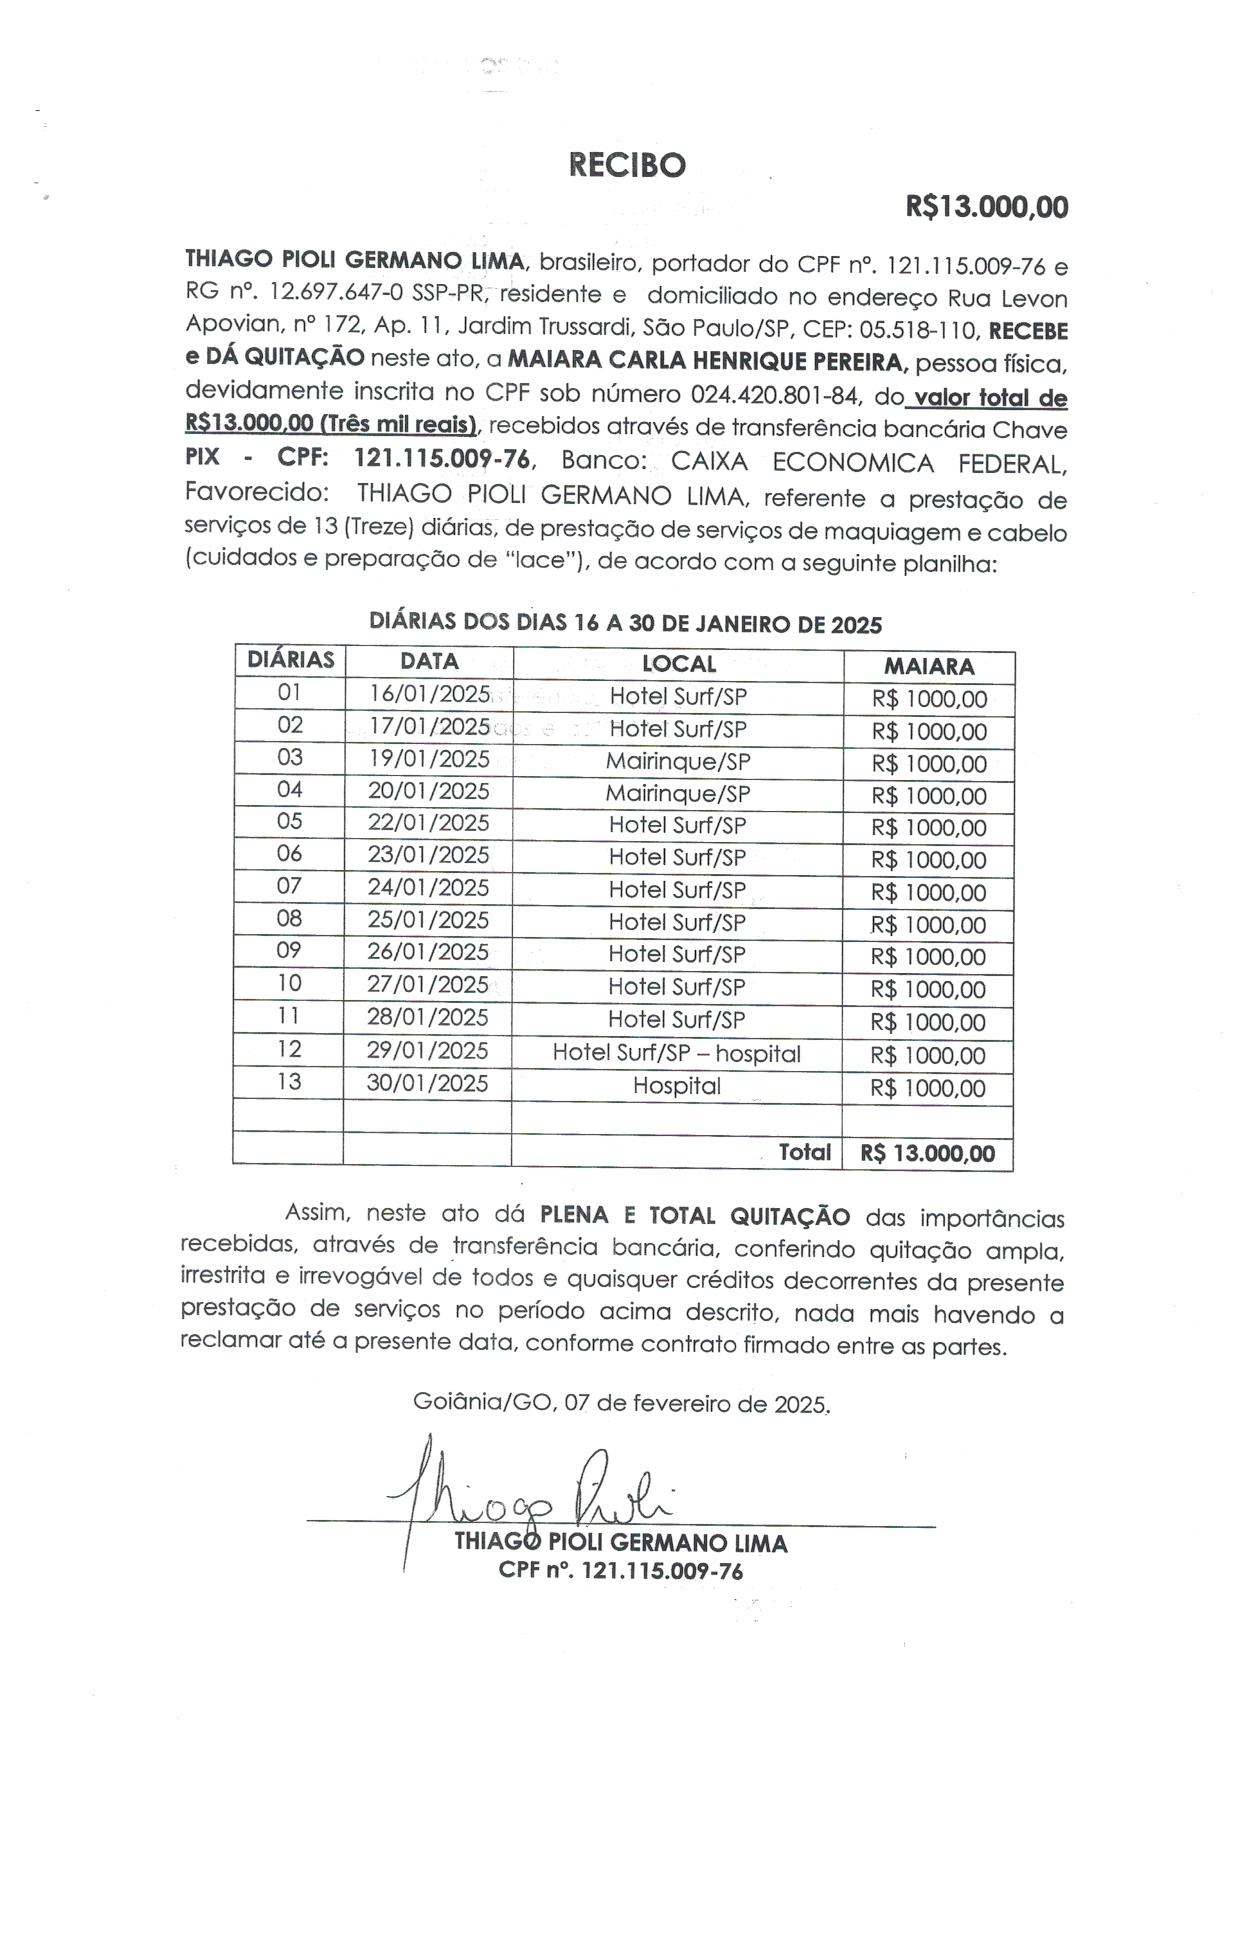 RECIBO
R$13.000,00
THIAGO PIOLI GERMANO LIMA, brasileiro, portador do CPF nº. 121.115.009-76 e
RG nº. 12.697.647-0 SSP-PR, residente e domiciliado no endereço Rua Levon
Apovian, nº 172, Ap. 11, Jardim Trussardi, São Paulo/SP, CEP: 05.518-110, RECEBE
e DÁ QUITAÇÃO neste ato, a MAIARA CARLA HENRIQUE PEREIRA, pessoa física,
devidamente inscrita no CPF sob número 024.420.801-84, do valor total de
R$13.000,00 (Três mil reais), recebidos através de transferência bancária Chave
PIX - CPF: 121.115.009-76, Banco: CAIXA ECONOMICA FEDERAL,
Favorecido: THIAGO PIOLI GERMANO LIMA, referente a prestação de
serviços de 13 (Treze) diárias, de prestação de serviços de maquiagem e cabelo
(cuidados e preparação de “lace”), de acordo com a seguinte planilha:
DIÁRIAS DOS DIAS 16 A 30 DE JANEIRO DE 2025
DIÁRIAS DATA LOCAL MAIARA
01 16/01/2025 Hotel Surf/SP R$ 1000,00
02 17/01/2025 Hotel Surf/SP R$ 1000,00
03 19/01/2025 Mairinque/SP R$ 1000,00
04 20/01/2025 Mairinque/SP R$ 1000,00
05 22/01/2025 Hotel Surf/SP R$ 1000,00
06 23/01/2025 Hotel Surf/SP R$ 1000,00
07 24/01/2025 Hotel Surf/SP R$ 1000,00
08 25/01/2025 Hotel Surf/SP R$ 1000,00
09 26/01/2025 Hotel Surf/SP R$ 1000,00
10 27/01/2025 Hotel Surf/SP R$ 1000,00
11 28/01/2025 Hotel Surf/SP R$ 1000,00
12 29/01/2025 Hotel Surf/SP – hospital R$ 1000,00
13 30/01/2025 Hospital R$ 1000,00
Total R$ 13.000,00
Assim, neste ato dá PLENA E TOTAL QUITAÇÃO das importâncias
recebidas, através de transferência bancária, conferindo quitação ampla,
irrestrita e irrevogável de todos e quaisquer créditos decorrentes da presente
prestação de serviços no período acima descrito, nada mais havendo a
reclamar até a presente data, conforme contrato firmado entre as partes.
Goiânia/GO, 07 de fevereiro de 2025.
Thiago Pioli
THIAGO PIOLI GERMANO LIMA
CPF nº. 121.115.009-76